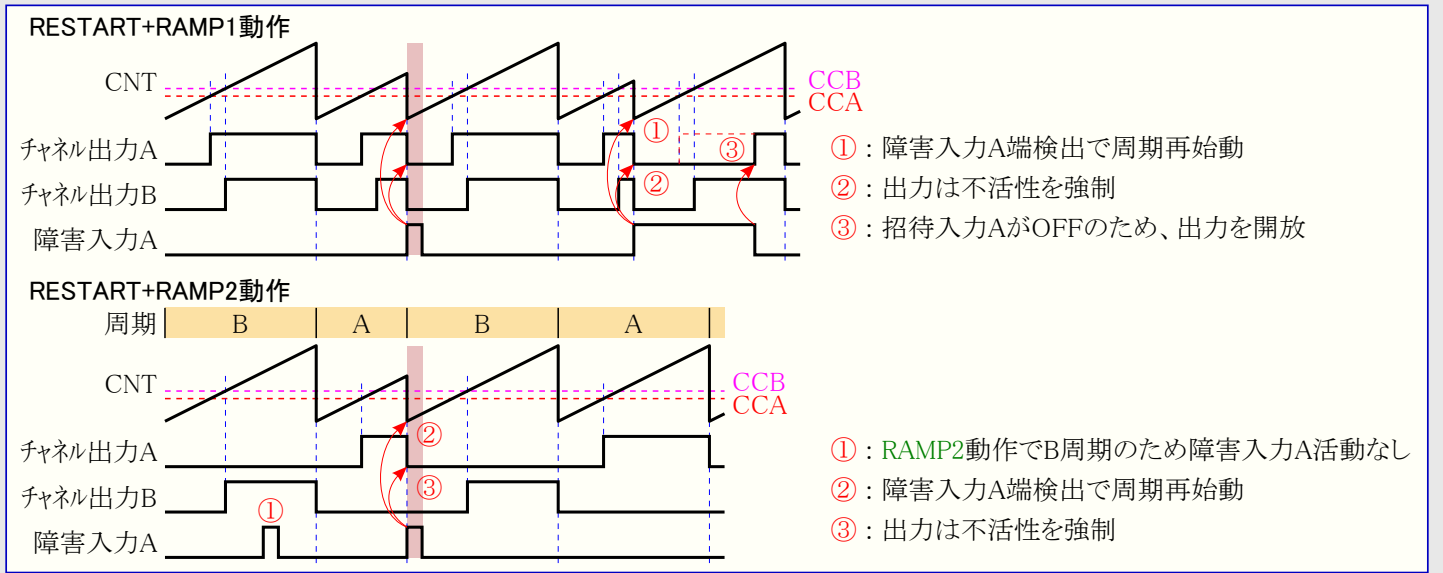 RESTART+RAMP1動作
CNT
CCB
CCA
チャネル出力A
①
③
チャネル出力B
②
障害入力A
①：障害入力A端検出で周期再始動
②：出力は不活性を強制
③：招待入力AがOFFのため、出力を開放
RESTART+RAMP2動作
周期 B A B A
CNT
CCB
CCA
チャネル出力A
②
チャネル出力B
③
①
障害入力A
①：RAMP2動作でB周期のため障害入力A活動なし
②：障害入力A端検出で周期再始動
③：出力は不活性を強制